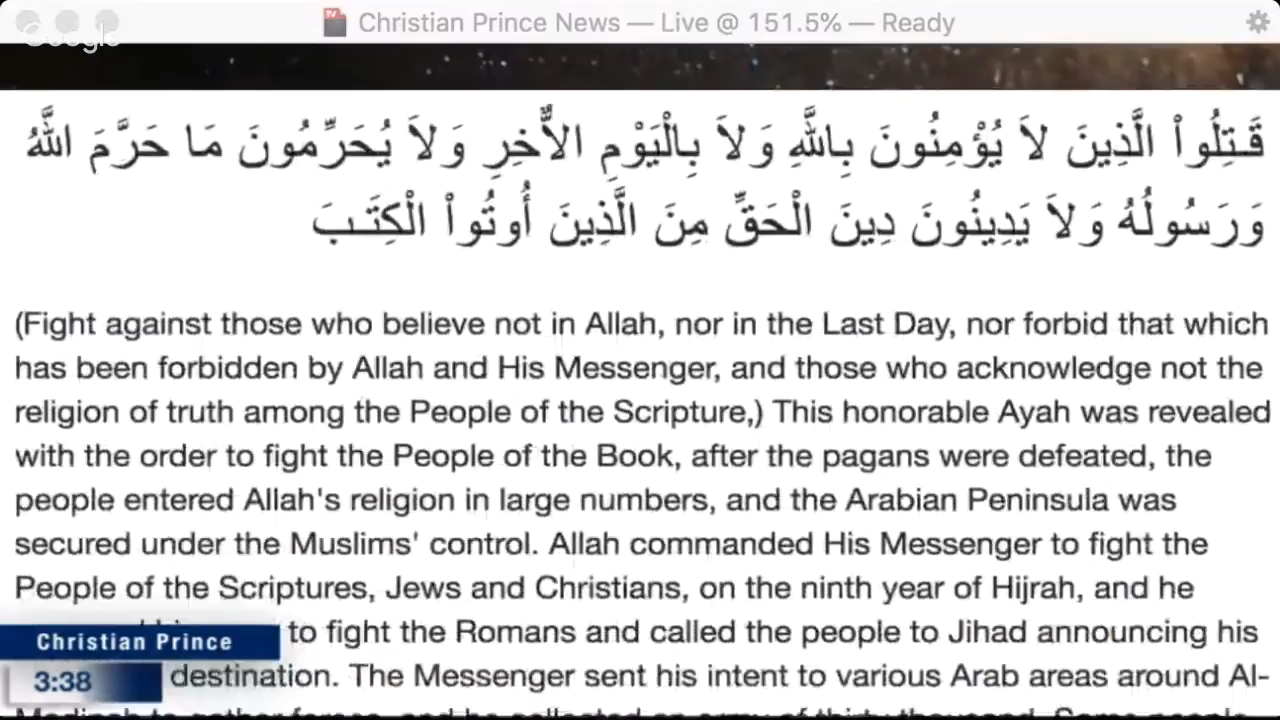 Christian Prince News — Live @ 151.5% — Ready
Google
قَـتِلُواْ الَّذِينَ لاَ يُؤْمِنُونَ بِاللَّهِ وَلاَ بِالْيَوْمِ الاٌّخِرِ وَلاَ يُحَرِّمُونَ مَا حَرَّمَ اللَّهُ
وَرَسُولُهُ وَلاَ يَدِينُونَ دِينَ الْحَقِّ مِنَ الَّذِينَ أُوتُواْ الْكِتَـبَ
(Fight against those who believe not in Allah, nor in the Last Day, nor forbid that which
has been forbidden by Allah and His Messenger, and those who acknowledge not the
religion of truth among the People of the Scripture,) This honorable Ayah was revealed
with the order to fight the People of the Book, after the pagans were defeated, the
people entered Allah's religion in large numbers, and the Arabian Peninsula was
secured under the Muslims' control. Allah commanded His Messenger to fight the
People of the Scriptures, Jews and Christians, on the ninth year of Hijrah, and he
to fight the Romans and called the people to Jihad announcing his
destination. The Messenger sent his intent to various Arab areas around Al-
Christian Prince
3:38